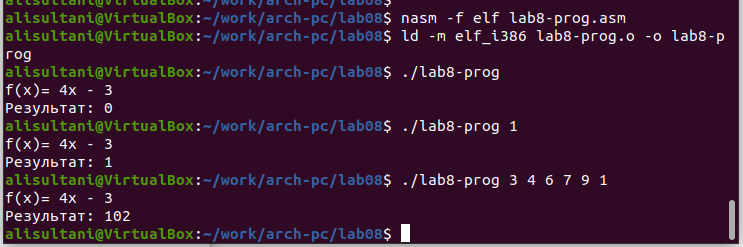 alisultani@VirtualBox:~/work/arch-pc/lab08$
alisultani@VirtualBox:~/work/arch-pc/lab08$ nasm -f elf lab8-prog.asm
alisultani@VirtualBox:~/work/arch-pc/lab08$ ld -m elf_i386 lab8-prog.o -o lab8-p
rog
alisultani@VirtualBox:~/work/arch-pc/lab08$ ./lab8-prog
f(x)= 4x - 3
Результат: 0
alisultani@VirtualBox:~/work/arch-pc/lab08$ ./lab8-prog 1
f(x)= 4x - 3
Результат: 1
alisultani@VirtualBox:~/work/arch-pc/lab08$ ./lab8-prog 3 4 6 7 9 1
f(x)= 4x - 3
Результат: 102
alisultani@VirtualBox:~/work/arch-pc/lab08$